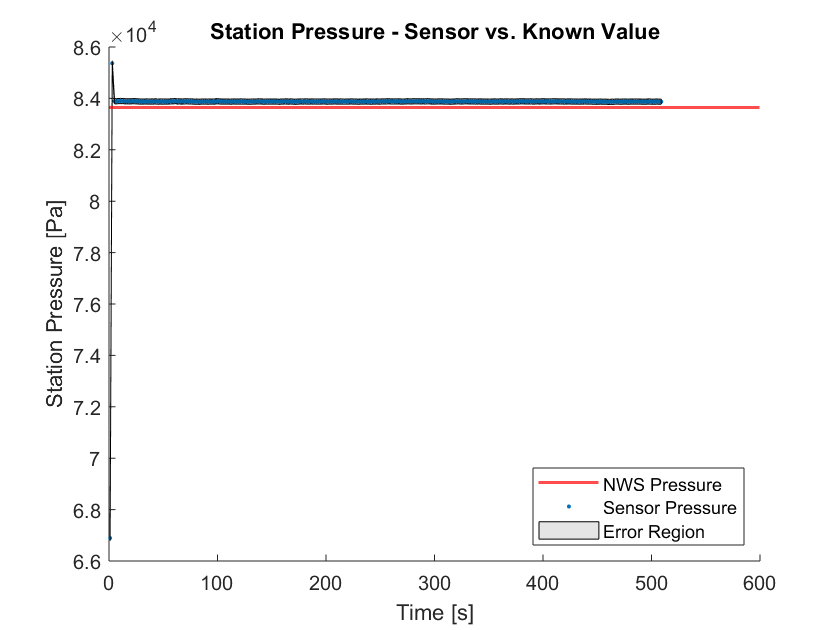 Station Pressure - Sensor vs. Known Value
×10⁴
8.6
8.4
8.2
8
7.8
7.6
7.4
7.2
7
6.8
6.6
Station Pressure [Pa]
NWS Pressure
Sensor Pressure
Error Region
0 100 200 300 400 500 600
Time [s]